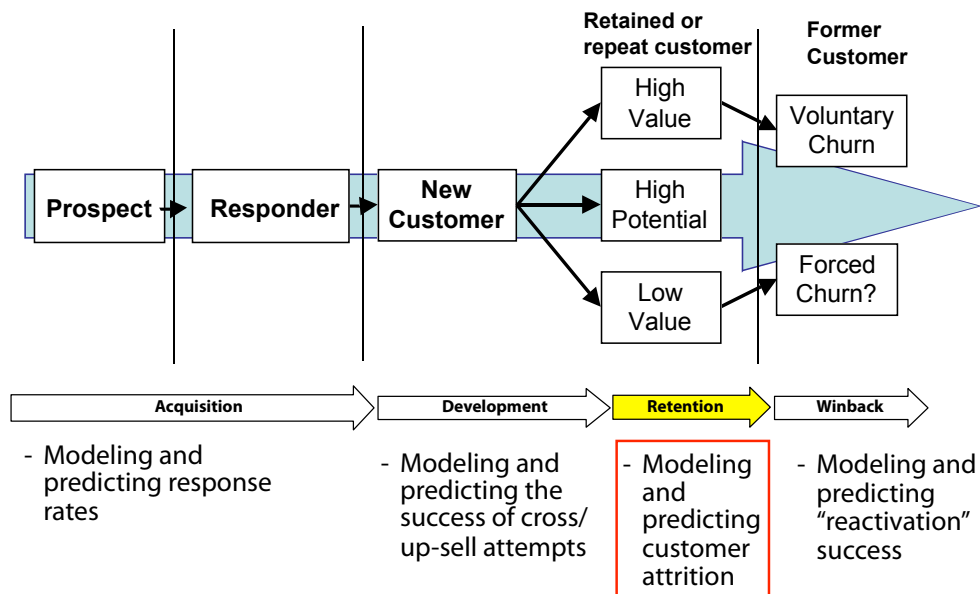 Retained or
repeat customer
Former
Customer
High
Value
Voluntary
Churn
Prospect
Responder
New
Customer
High
Potential
Low
Value
Forced
Churn?
Acquisition
Development
Retention
Winback
- Modeling and
predicting response
rates
- Modeling and
predicting the
success of cross/
up-sell attempts
- Modeling
and
predicting
customer
attrition
- Modeling and
predicting
“reactivation”
success